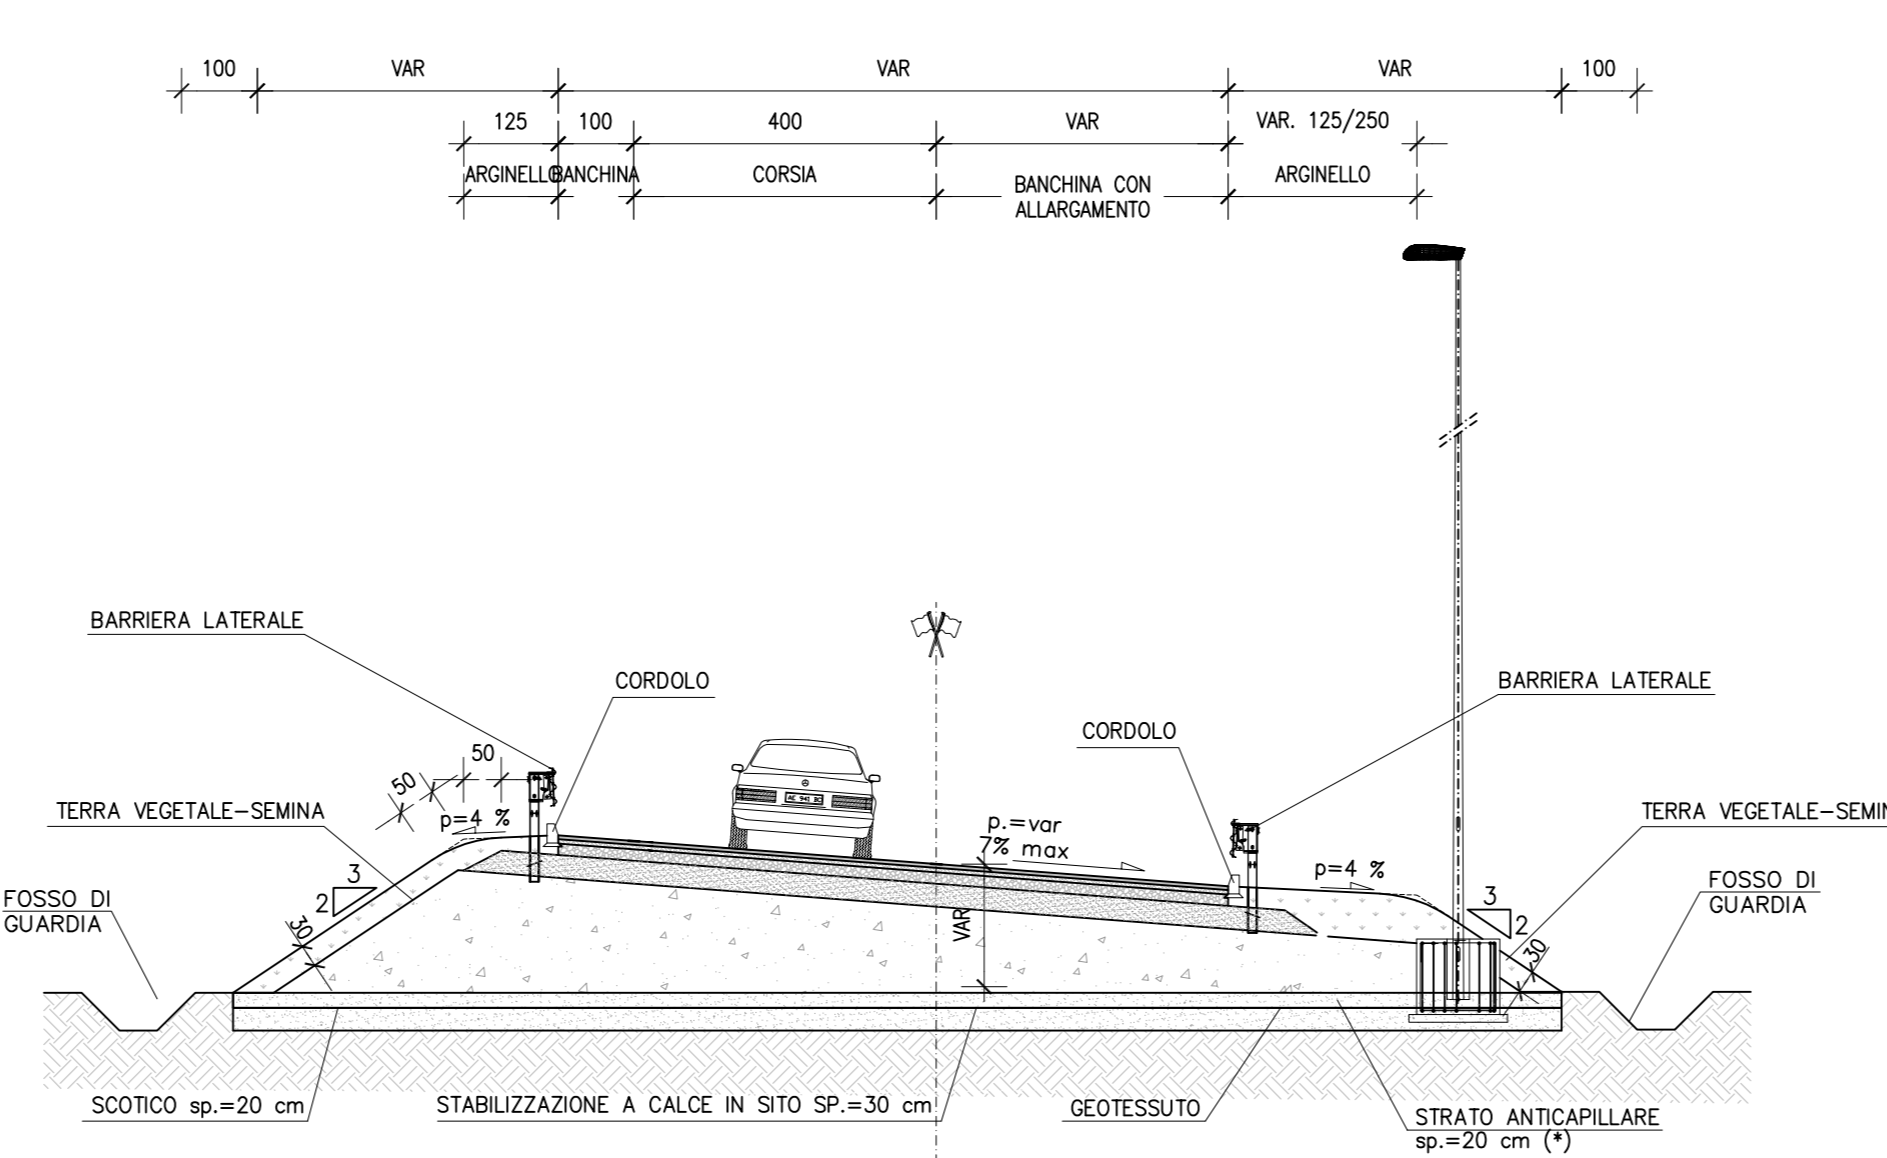 100
VAR
VAR
VAR
100
125
100
400
VAR
VAR. 125/250
ARGINELLO
BANCHINA
CORSIA
BANCHINA CON
ALLARGAMENTO
ARGINELLO
BARRIERA LATERALE
CORDOLO
BARRIERA LATERALE
CORDOLO
50
50
TERRA VEGETALE-SEMINA
p=4 %
p.=var
7% max
TERRA VEGETALE-SEMIN
p=4 %
3
2
FOSSO DI
GUARDIA
30
VAR
3
2
30
FOSSO DI
GUARDIA
SCOTICO sp.=20 cm
STABILIZZAZIONE A CALCE IN SITO SP.=30 cm
GEOTESSUTO
STRATO ANTICAPILLARE
sp.=20 cm (*)